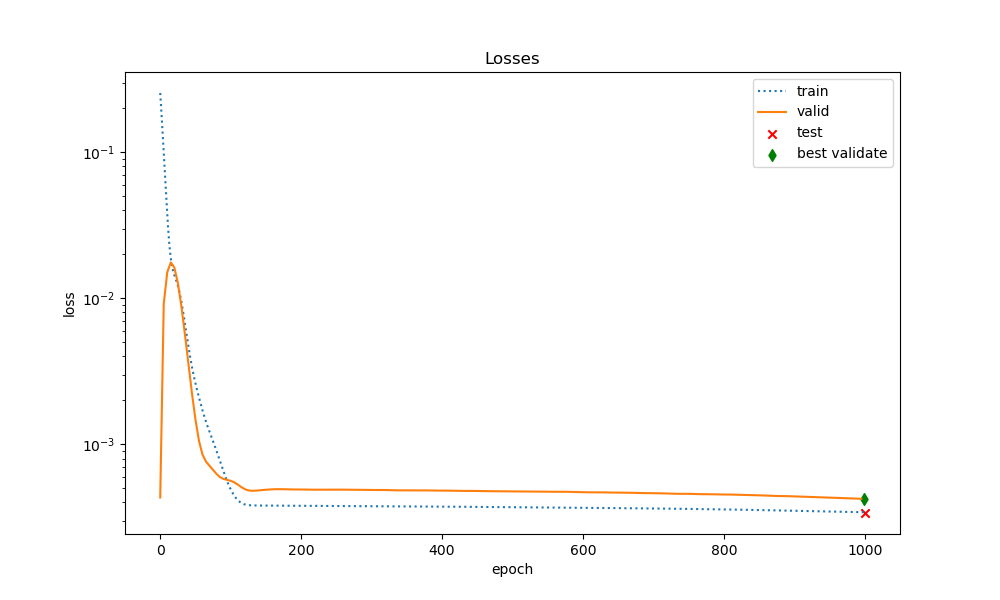 Losses
train
valid
test
best validate
10⁻¹
10⁻²
10⁻³
loss
0 200 400 600 800 1000
epoch